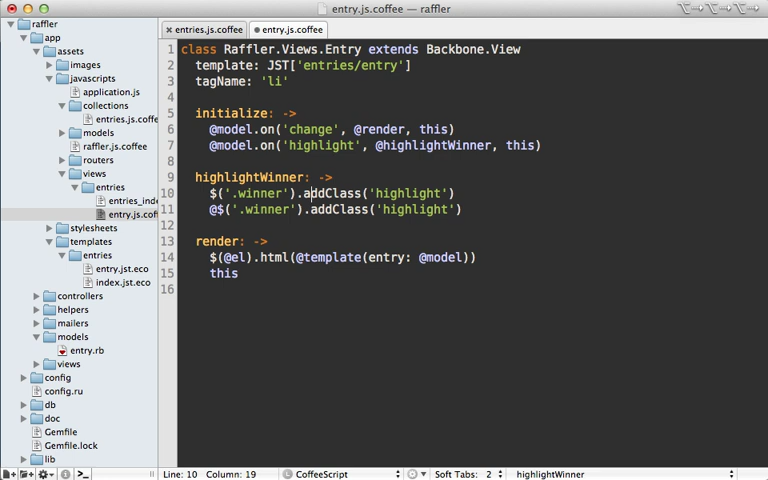 entry.js.coffee — raffler
raffler
app
assets
images
javascripts
application.js
collections
entries.js.coffe
models
raffler.js.coffee
routers
views
entries
entries_inde
entry.js.coff
stylesheets
templates
entries
entry.jst.eco
index.jst.eco
controllers
helpers
mailers
models
entry.rb
views
config
config.ru
db
doc
Gemfile
Gemfile.lock
lib
entries.js.coffee
entry.js.coffee
1 class Raffler.Views.Entry extends Backbone.View
2 template: JST['entries/entry']
3 tagName: 'li'
4
5 initialize: ->
6 @model.on('change', @render, this)
7 @model.on('highlight', @highlightWinner, this)
8
9 highlightWinner: ->
10 $('.winner').addClass('highlight')
11 @$('.winner').addClass('highlight')
12
13 render: ->
14 $(@el).html(@template(entry: @model))
15 this
16
Line: 10 Column: 19 CoffeeScript Soft Tabs: 2 highlightWinner